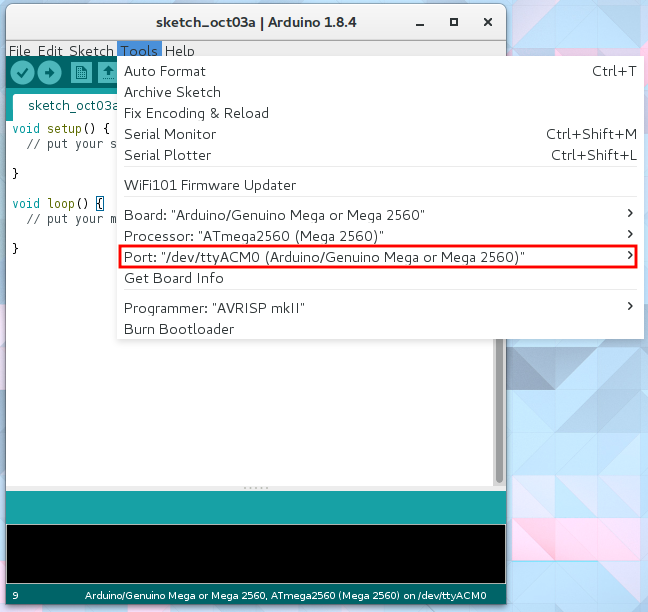 sketch_oct03a | Arduino 1.8.4
File Edit Sketch Tools Help
Auto Format Ctrl+T
Archive Sketch
Fix Encoding & Reload
Serial Monitor Ctrl+Shift+M
Serial Plotter Ctrl+Shift+L
WiFi101 Firmware Updater
Board: "Arduino/Genuino Mega or Mega 2560"
Processor: "ATmega2560 (Mega 2560)"
Port: "/dev/ttyACM0 (Arduino/Genuino Mega or Mega 2560)"
Get Board Info
Programmer: "AVRISP mkII"
Burn Bootloader
sketch_oct03a
void setup() {
// put your s
}
void loop() {
// put your m
}
9 Arduino/Genuino Mega or Mega 2560, ATmega2560 (Mega 2560) on /dev/ttyACM0